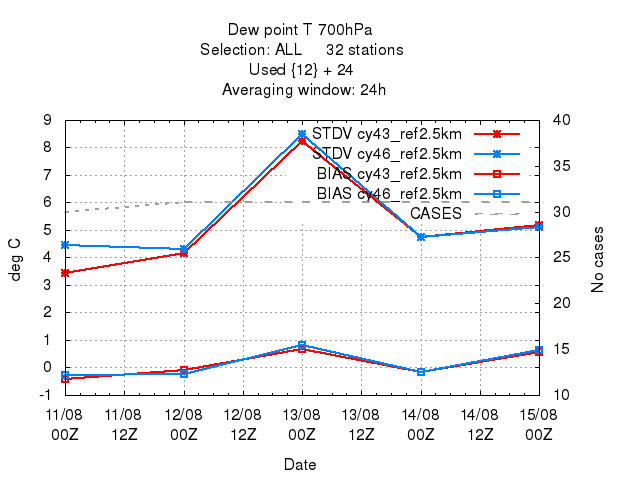 Dew point T 700hPa
Selection: ALL 32 stations
Used {12} + 24
Averaging window: 24h
9 40
STDV cy43_ref2.5km
8
STDV cy46_ref2.5km
35
7
BIAS cy43_ref2.5km
BIAS cy46_ref2.5km
6
CASES
30
5
4 25
deg C
No cases
3
2 20
1
15
0
-1 10
11/08 11/08 12/08 12/08 13/08 13/08 14/08 14/08 15/08
00Z 12Z 00Z 12Z 00Z 12Z 00Z 12Z 00Z
Date